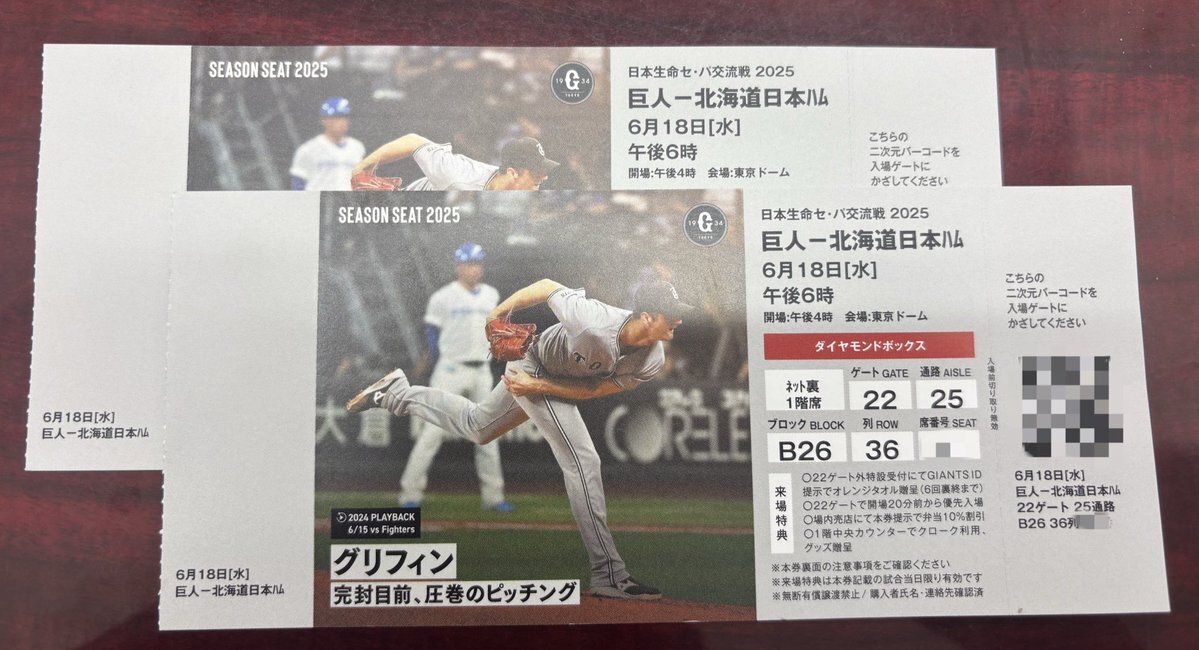 SEASON SEAT 2025
19 G 34
TOKYO
日本生命セ・パ交流戦 2025
巨人ー北海道日本ハム
6月18日[水]
午後6時
開場:午後4時 会場:東京ドーム
こちらの
二次元バーコードを
入場ゲートに
かざしてください
6月18日[水]
巨人ー北海道日本ハム
SEASON SEAT 2025
19 G 34
TOKYO
大倉
CORELE
2024 PLAYBACK
6/15 vs Fighters
グリフィン
完封目前、圧巻のピッチング
6月18日[水]
巨人ー北海道日本ハム
日本生命セ・パ交流戦 2025
巨人ー北海道日本ハム
6月18日[水]
午後6時
開場:午後4時 会場:東京ドーム
ダイヤモンドボックス
ネット裏
1階席
ゲート GATE
22
通路 AISLE
25
ブロック BLOCK
B26
列 ROW
36
席番号 SEAT
来場特典
○22ゲート外特設受付にてGIANTS ID
提示でオレンジタオル贈呈(6回裏終まで)
○22ゲートで開場20分前から優先入場
○場内売店にて本券提示で弁当10%割引
○1階中央カウンターでクローク利用、
グッズ贈呈
※本券裏面の注意事項をご確認ください
※来場特典は本券記載の試合当日限り有効です
※無断有償譲渡禁止/購入者氏名・連絡先確認済
入場前切り取り無効
こちらの
二次元バーコードを
入場ゲートに
かざしてください
6月18日[水]
巨人ー北海道日本ハム
22ゲート 25通路
B26 36列